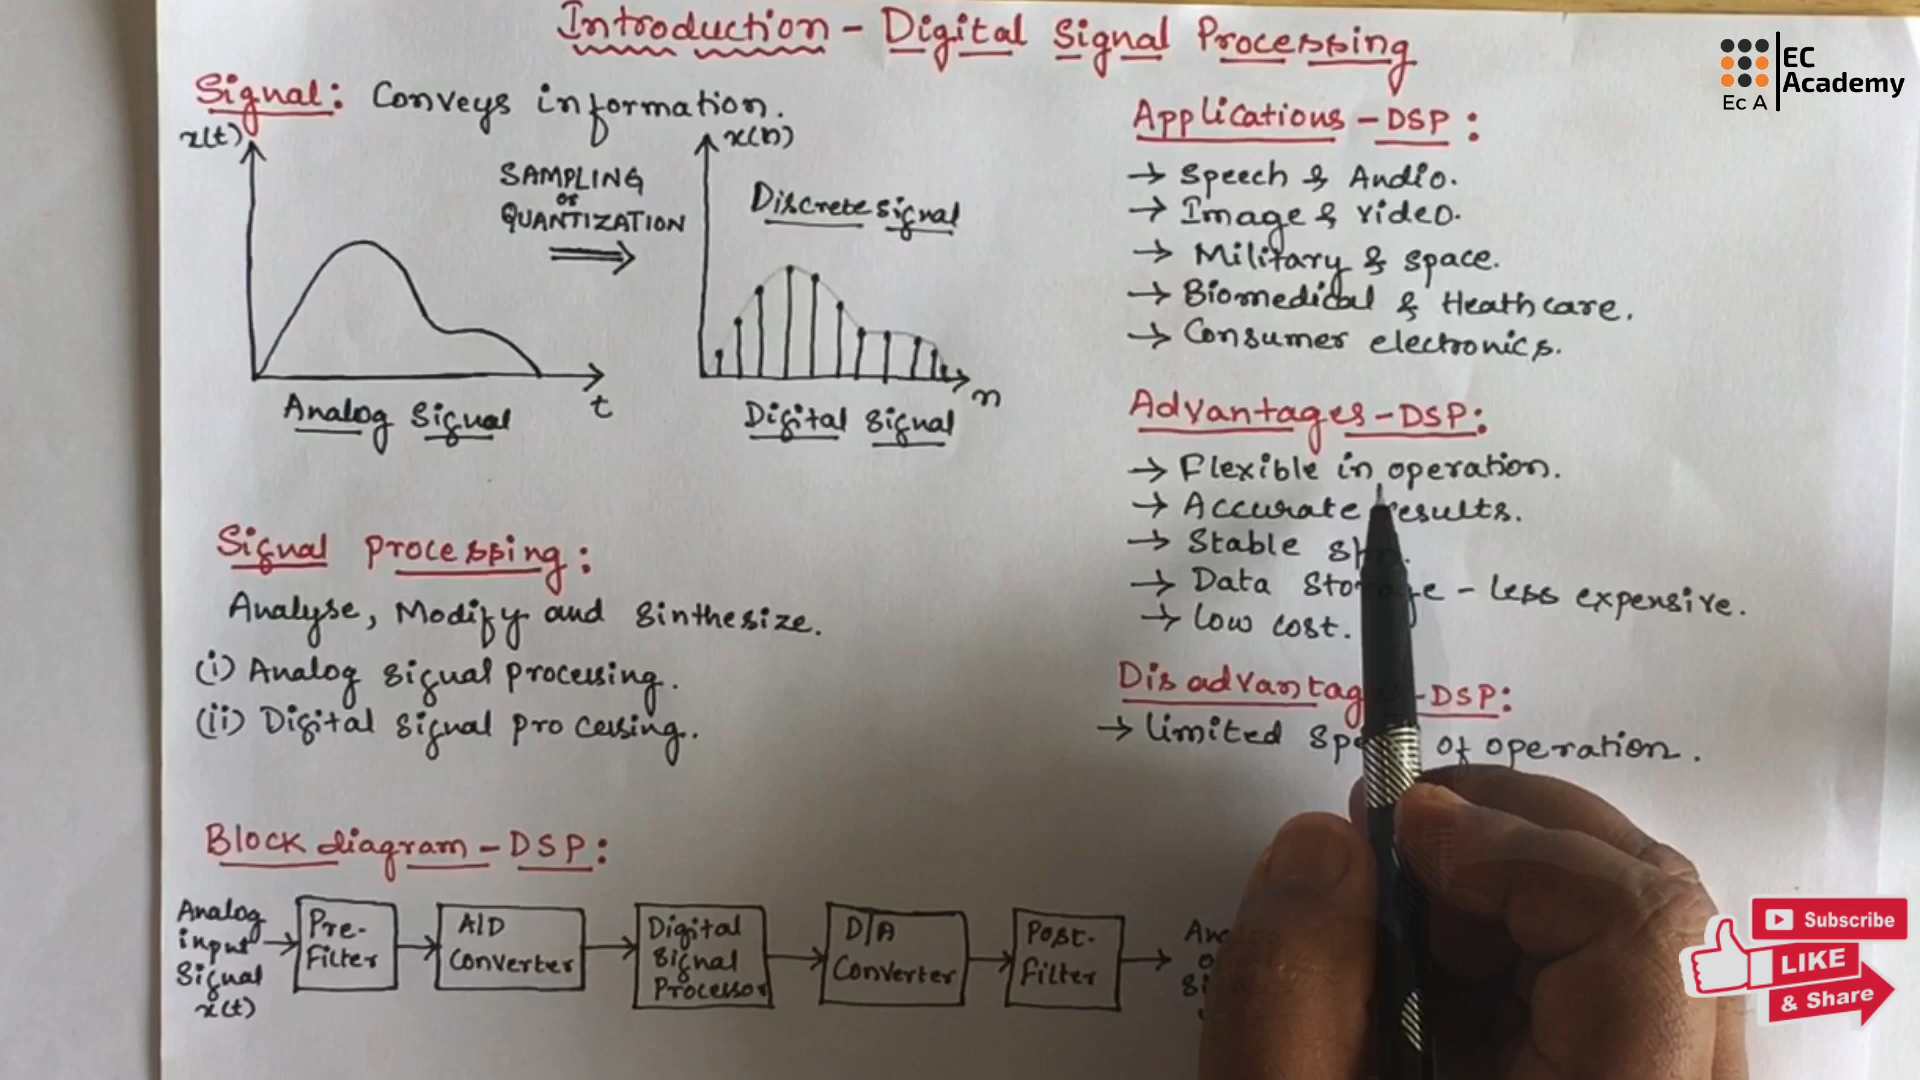 Introduction - Digital Signal Processing
EC
Academy
Ec A
Signal: Conveys information.
x(t)
SAMPLING
or
QUANTIZATION
x(n)
Discrete signal
t
n
Analog Signal
Digital Signal
Signal Processing:
Analyse, Modify and Sinthesize.
(i) Analog Signal Processing.
(ii) Digital Signal Processing.
Applications - DSP:
→ Speech & Audio.
→ Image & Video.
→ Military & Space.
→ Biomedical & Heathcare.
→ Consumer electronics.
Advantages - DSP:
→ Flexible in operation.
→ Accurate results.
→ Stable
→ Data Storage - Less expensive.
→ Low cost.
Disadvantages - DSP:
→ Limited of operation.
Block diagram - DSP:
Analog
input
Signal
x(t)
Pre-
Filter
A/D
Converter
Digital
Signal
Processor
D/A
Converter
Post-
Filter
Subscribe
LIKE
& Share